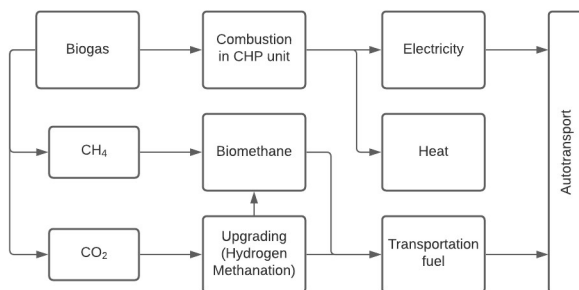 Biogas
Combustion
in CHP unit
Electricity
CH₄
Biomethane
Heat
CO₂
Upgrading
(Hydrogen
Methanation)
Transportation
fuel
Autotransport